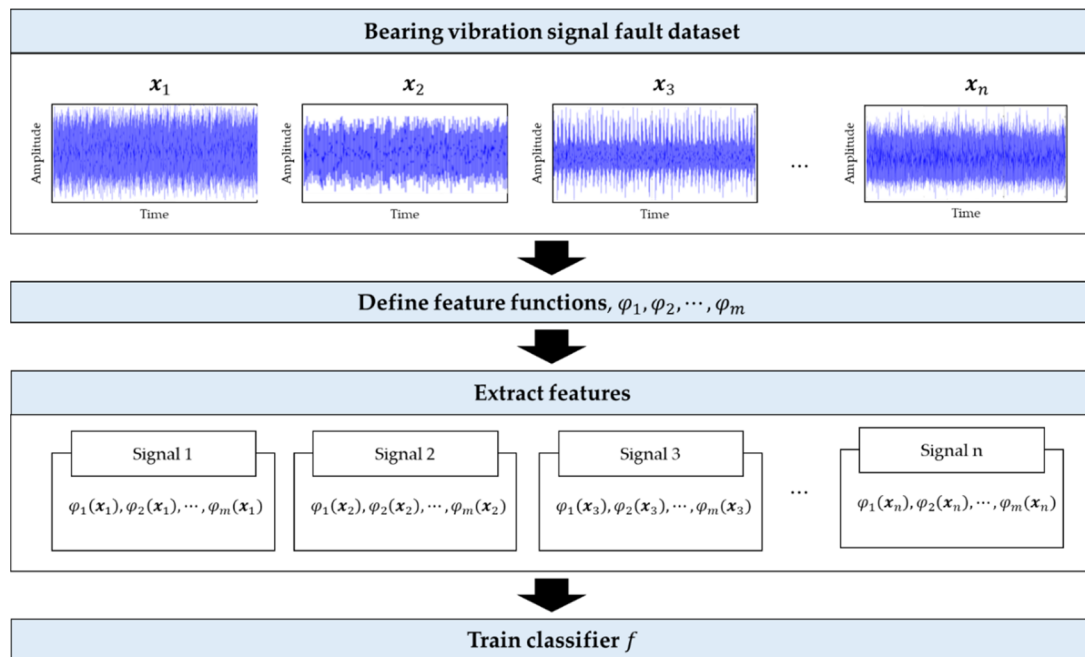 Bearing vibration signal fault dataset
𝒙₁ 𝒙₂ 𝒙₃ 𝒙ₙ
Amplitude Amplitude Amplitude ... Amplitude
Time Time Time Time
Define feature functions, φ₁, φ₂, ⋯, φₘ
Extract features
Signal 1 Signal 2 Signal 3 Signal n
φ₁(𝒙₁), φ₂(𝒙₁), ⋯, φₘ(𝒙₁) φ₁(𝒙₂), φ₂(𝒙₂), ⋯, φₘ(𝒙₂) φ₁(𝒙₃), φ₂(𝒙₃), ⋯, φₘ(𝒙₃) ... φ₁(𝒙ₙ), φ₂(𝒙ₙ), ⋯, φₘ(𝒙ₙ)
Train classifier f